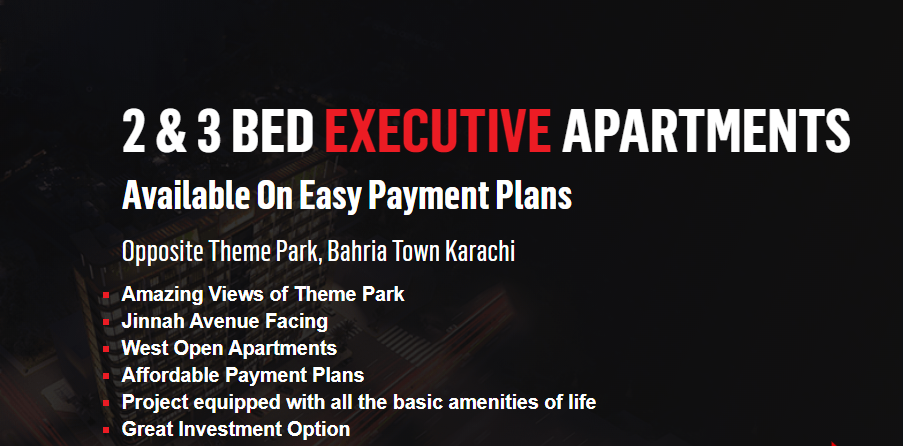 2 & 3 BED EXECUTIVE APARTMENTS
Available On Easy Payment Plans
Opposite Theme Park, Bahria Town Karachi
Amazing Views of Theme Park
Jinnah Avenue Facing
West Open Apartments
Affordable Payment Plans
Project equipped with all the basic amenities of life
Great Investment Option